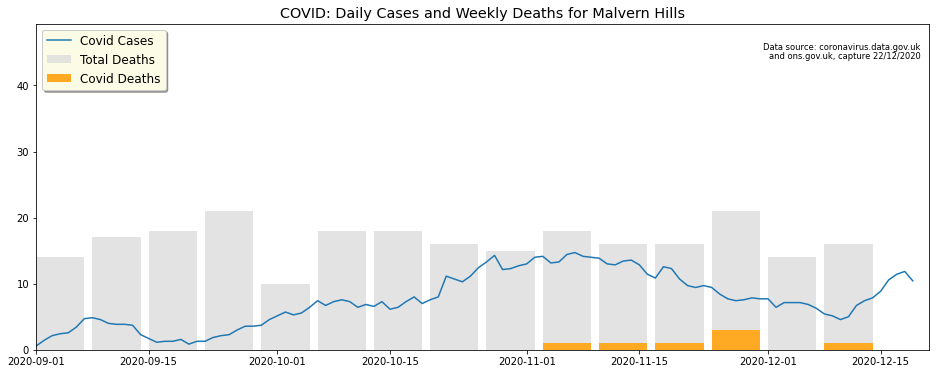 COVID: Daily Cases and Weekly Deaths for Malvern Hills
Covid Cases
Total Deaths
Covid Deaths
Data source: coronavirus.data.gov.uk
and ons.gov.uk, capture 22/12/2020
40
30
20
10
0
2020-09-01 2020-09-15 2020-10-01 2020-10-15 2020-11-01 2020-11-15 2020-12-01 2020-12-15